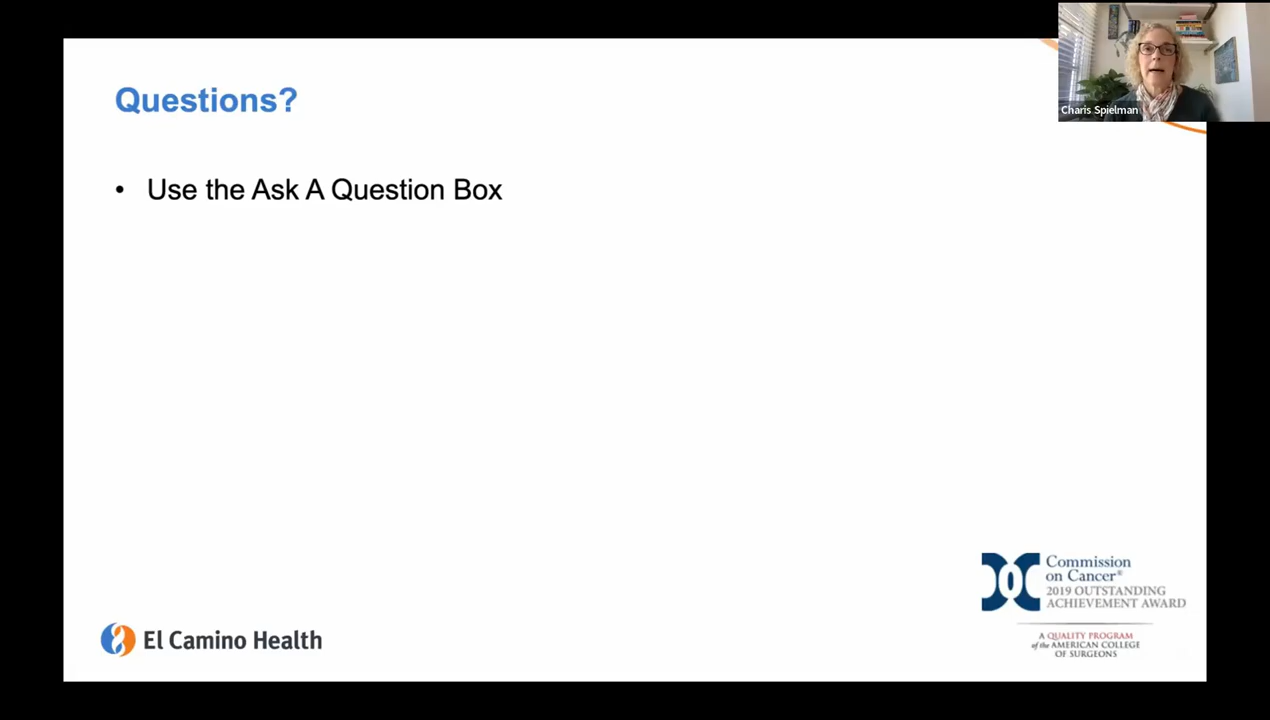 Questions?
Charis Spielman
• Use the Ask A Question Box
Commission
on Cancer®
2019 OUTSTANDING
ACHIEVEMENT AWARD
A QUALITY PROGRAM
of the AMERICAN COLLEGE
OF SURGEONS
El Camino Health